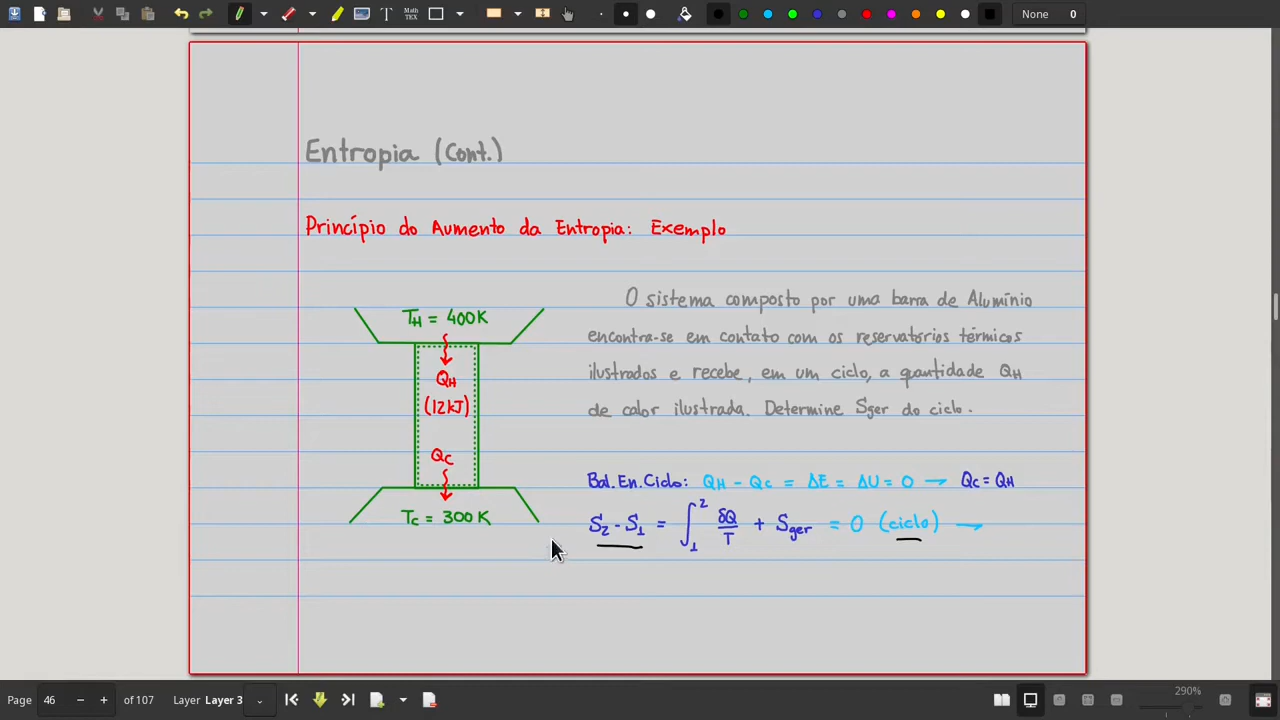 T
Math
TEX
None 0
Entropia (Cont.)
Princípio do Aumento da Entropia: Exemplo
O sistema composto por uma barra de Alumínio
encontra-se em contato com os reservatórios térmicos
ilustrados e recebe, em um ciclo, a quantidade QH
de calor ilustrada. Determine Sger do ciclo.
TH = 400K
QH
(12kJ)
Qc
Tc = 300K
Bal. En. Ciclo: QH - Qc = ΔE = ΔU = 0 → Qc = QH
S2 - S1 = ∫₁² δQ/T + Sger = 0 (ciclo) →
Page 46 − + of 107 Layer Layer 3 290%